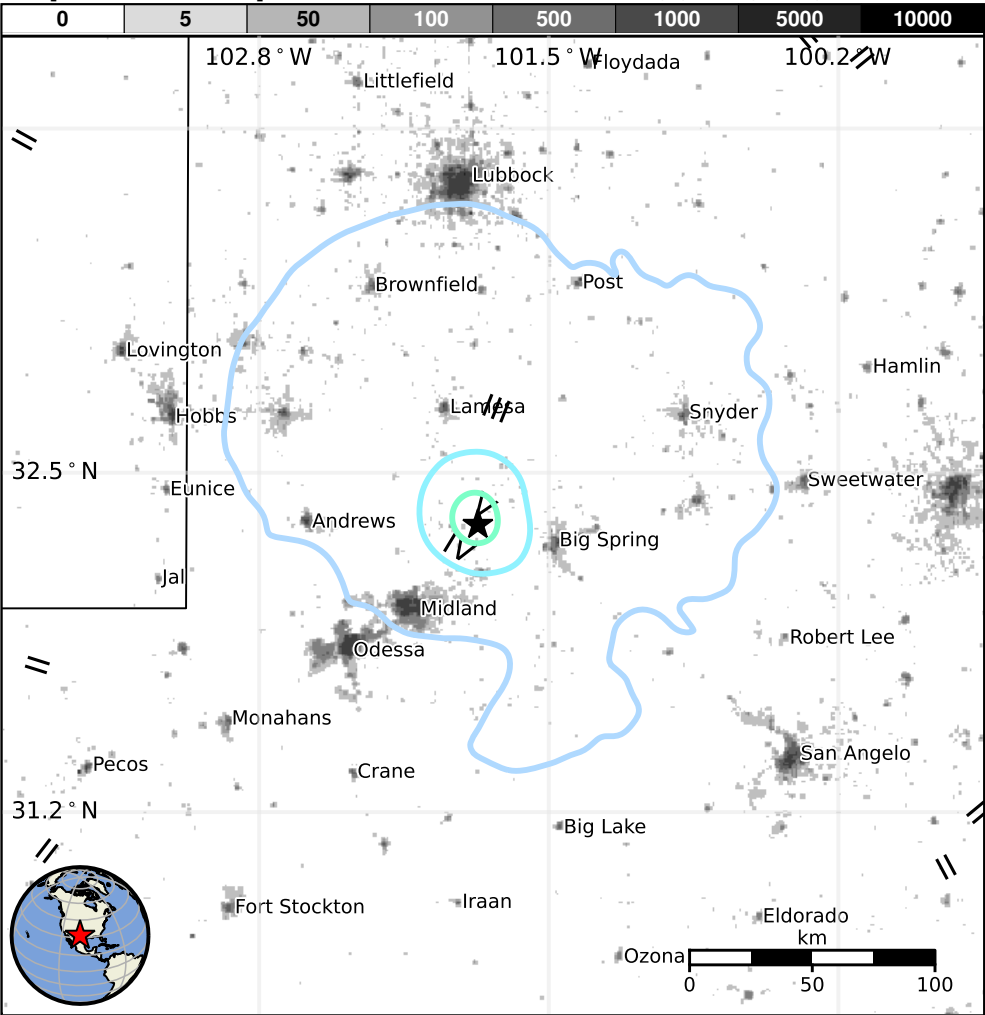 0 5 50 100 500 1000 5000 10000
102.8°W 101.5°W 100.2°W
Floydada
Littlefield
Lubbock
Brownfield
Post
Lovington
Hamlin
Lamesa
Hobbs
Snyder
32.5°N
Sweetwater
Eunice
Andrews
Big Spring
Jal
Midland
Robert Lee
Odessa
Monahans
San Angelo
Pecos
Crane
31.2°N
Big Lake
Iraan
Fort Stockton
Eldorado
km
Ozona
0 50 100